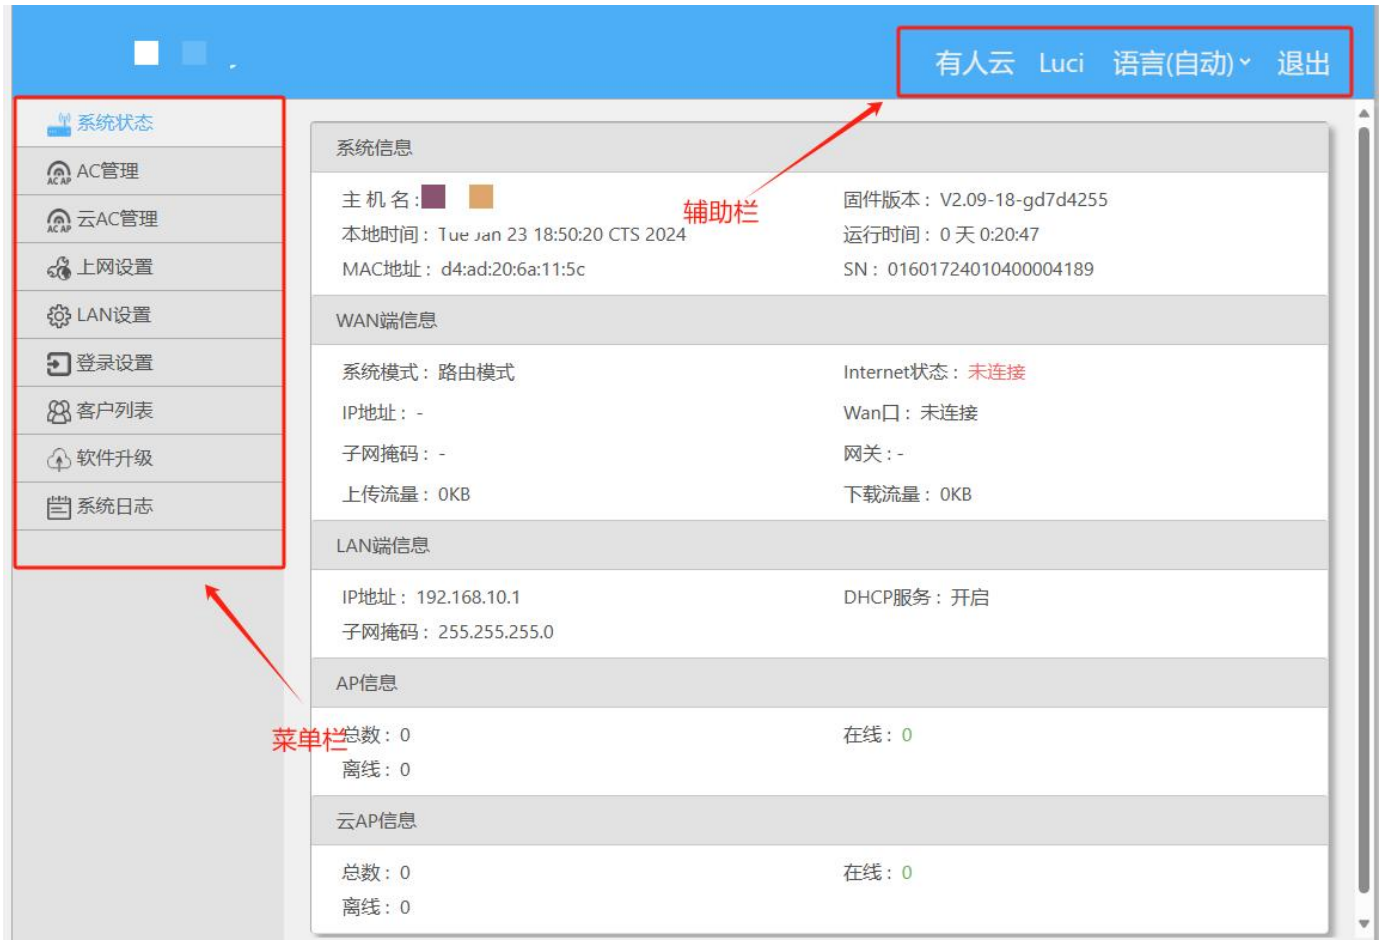 有人云 Luci 语言(自动) 退出
系统状态
AC管理
云AC管理
上网设置
LAN设置
登录设置
客户列表
软件升级
系统日志
菜单栏
辅助栏
系统信息
主机名:
固件版本: V2.09-18-gd7d4255
本地时间: Tue Jan 23 18:50:20 CTS 2024
运行时间: 0 天 0:20:47
MAC地址: d4:ad:20:6a:11:5c
SN: 01601724010400004189
WAN端信息
系统模式: 路由模式
Internet状态: 未连接
IP地址: -
Wan口: 未连接
子网掩码: -
网关: -
上传流量: 0KB
下载流量: 0KB
LAN端信息
IP地址: 192.168.10.1
DHCP服务: 开启
子网掩码: 255.255.255.0
AP信息
总数: 0
在线: 0
离线: 0
云AP信息
总数: 0
在线: 0
离线: 0